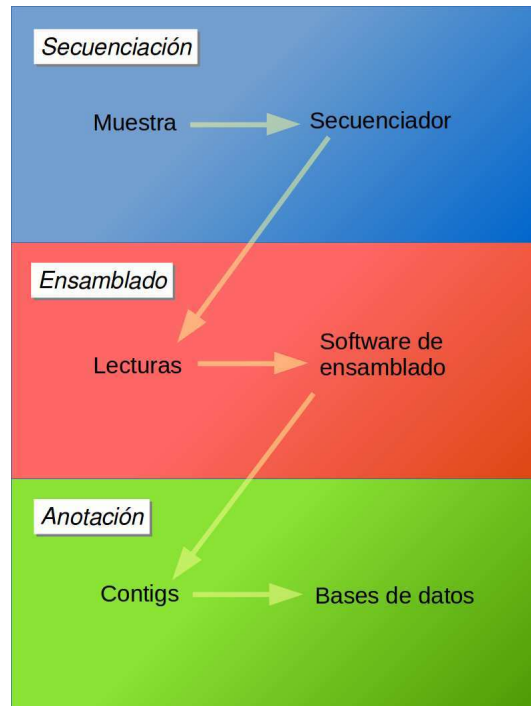 Secuenciación
Muestra
Secuenciador
Ensamblado
Lecturas
Software de
ensamblado
Anotación
Contigs
Bases de datos